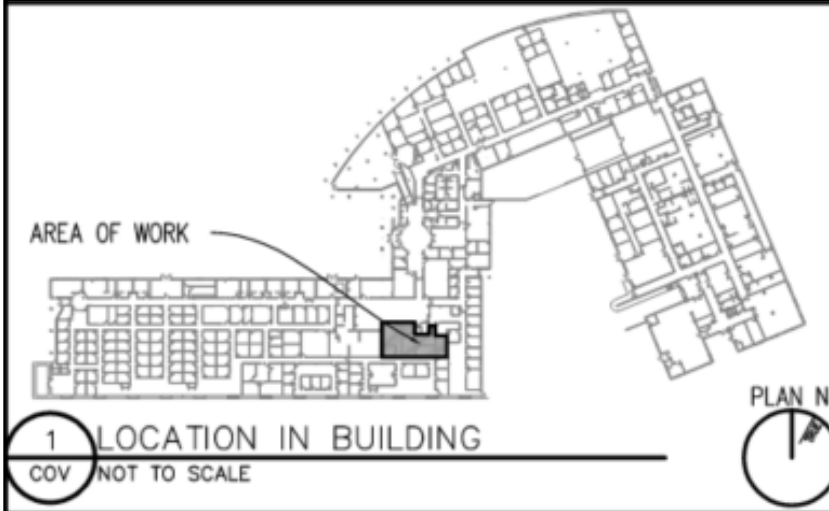 AREA OF WORK
PLAN N
1
LOCATION IN BUILDING
COV
NOT TO SCALE